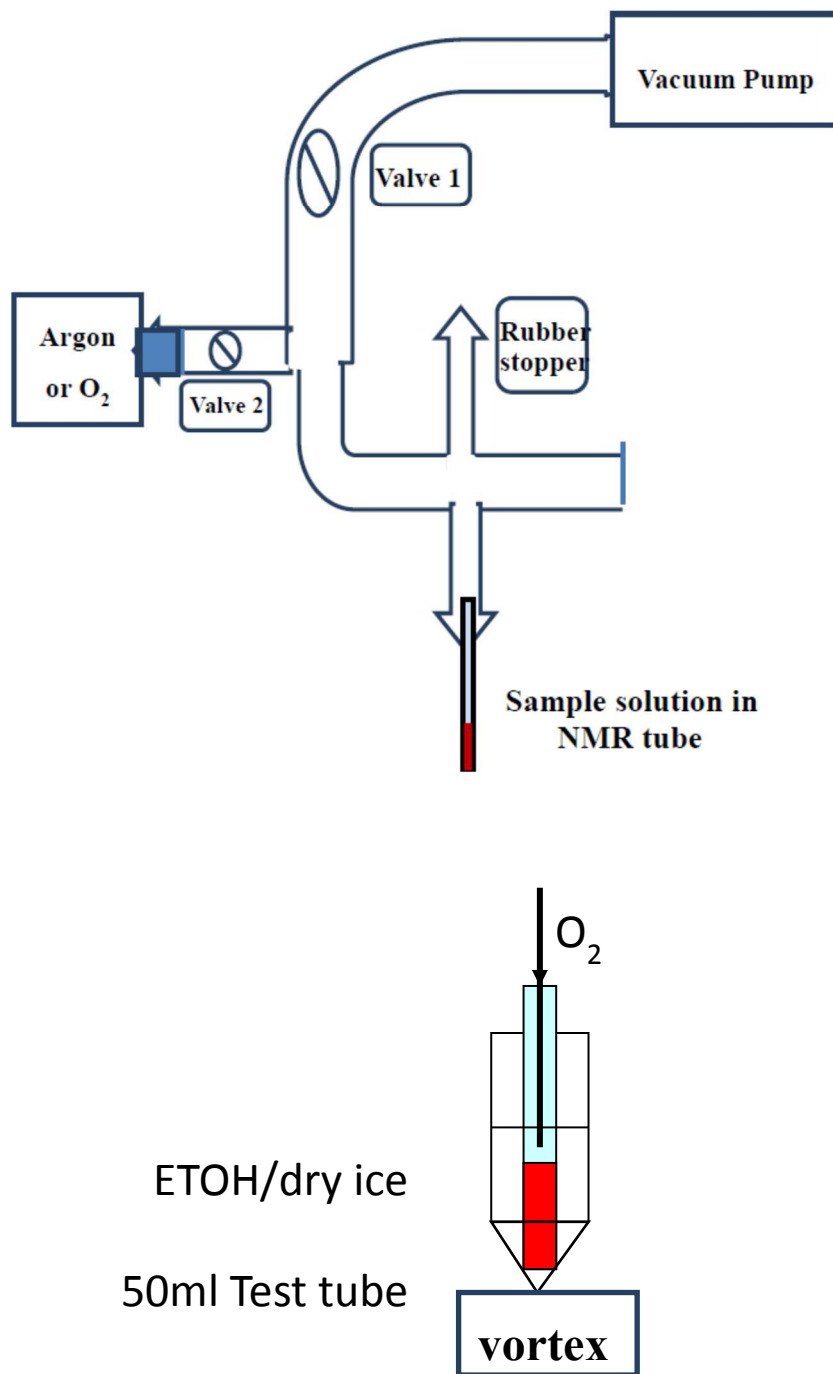 Vacuum Pump
Valve 1
Argon
or O₂
Valve 2
Rubber
stopper
Sample solution in
NMR tube
O₂
ETOH/dry ice
50ml Test tube
vortex